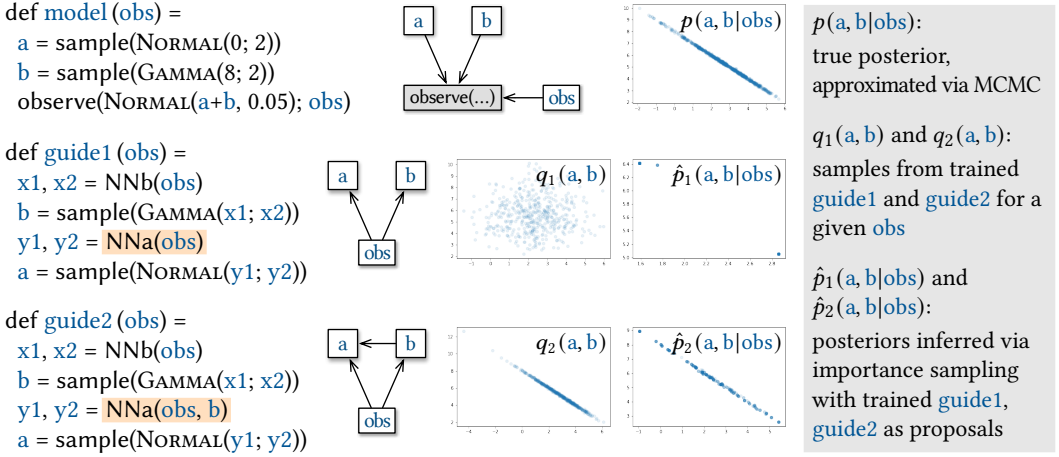 def model (obs) =
a = sample(NORMAL(0; 2))
b = sample(GAMMA(8; 2))
observe(NORMAL(a+b, 0.05); obs)
a
b
observe(...)
obs
p(a, b|obs)
p(a, b|obs):
true posterior,
approximated via MCMC
def guide1 (obs) =
x1, x2 = NNb(obs)
b = sample(GAMMA(x1; x2))
y1, y2 = NNa(obs)
a = sample(NORMAL(y1; y2))
a
b
obs
q₁(a, b)
p̂₁(a, b|obs)
q₁(a, b) and q₂(a, b):
samples from trained
guide1 and guide2 for a
given obs
def guide2 (obs) =
x1, x2 = NNb(obs)
b = sample(GAMMA(x1; x2))
y1, y2 = NNa(obs, b)
a = sample(NORMAL(y1; y2))
a
b
obs
q₂(a, b)
p̂₂(a, b|obs)
p̂₁(a, b|obs) and
p̂₂(a, b|obs):
posteriors inferred via
importance sampling
with trained guide1,
guide2 as proposals